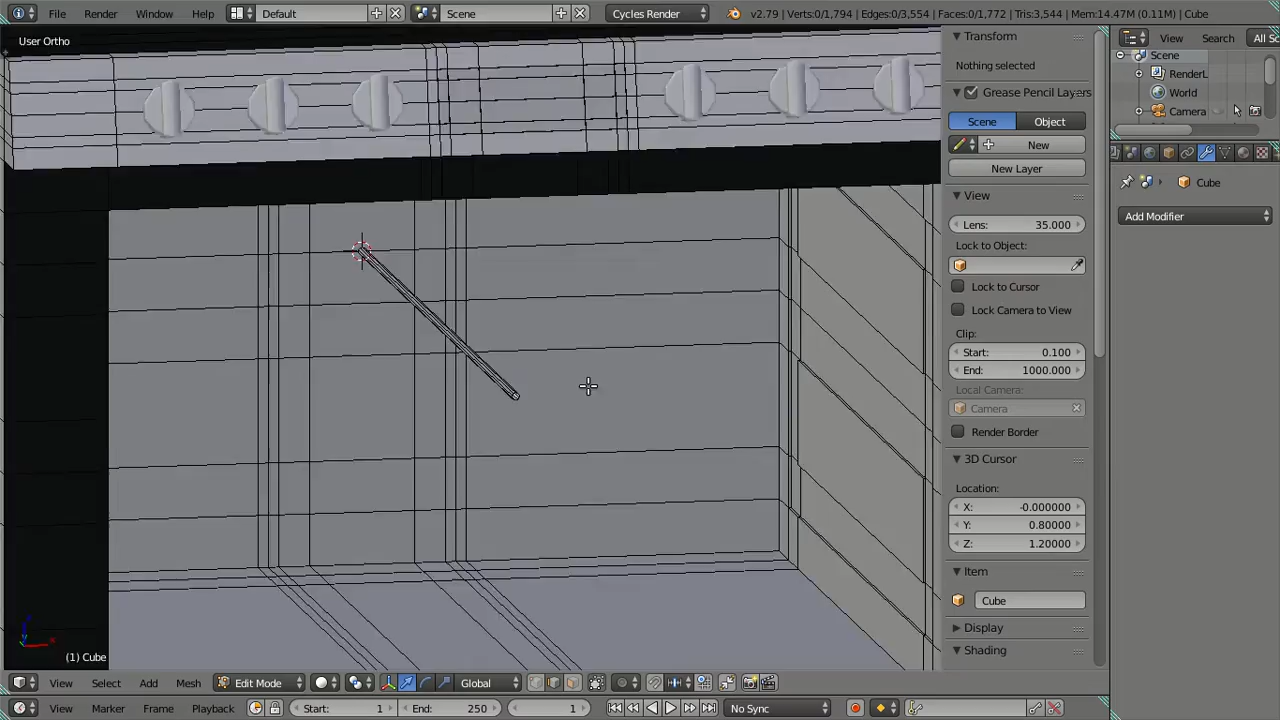 File Render Window Help Default Scene Cycles Render v2.79 | Verts:0/1,794 | Edges:0/3,554 | Faces:0/1,772 | Tris:3,544 | Mem:14.47M (0.11M) | Cube
User Ortho
Transform
Nothing selected
Grease Pencil Layers
Scene Object
New
New Layer
View
Lens: 35.000
Lock to Object:
Lock to Cursor
Lock Camera to View
Clip:
Start: 0.100
End: 1000.000
Local Camera:
Camera
Render Border
3D Cursor
Location:
X: -0.000000
Y: 0.80000
Z: 1.20000
Item
Cube
Display
Shading
View Search All Sc
Scene
RenderL
World
Camera
Cube
Add Modifier
(1) Cube
View Select Add Mesh Edit Mode Global
View Marker Frame Playback Start: 1 End: 250 1 No Sync